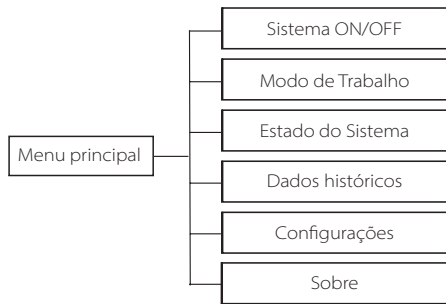 Sistema ON/OFF
Modo de Trabalho
Estado do Sistema
Menu principal
Dados históricos
Configurações
Sobre